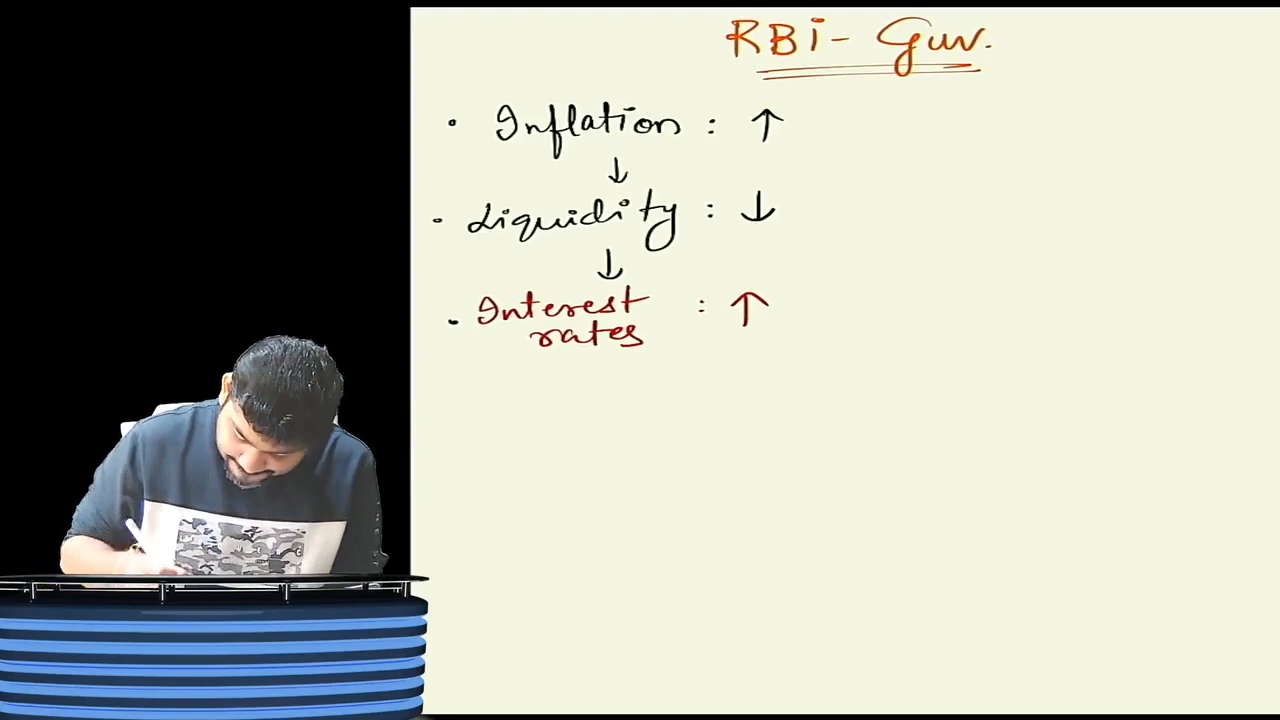 RBi - Guv.
• Inflation : ↑
↓
• Liquidity : ↓
↓
• Interest : ↑
rates